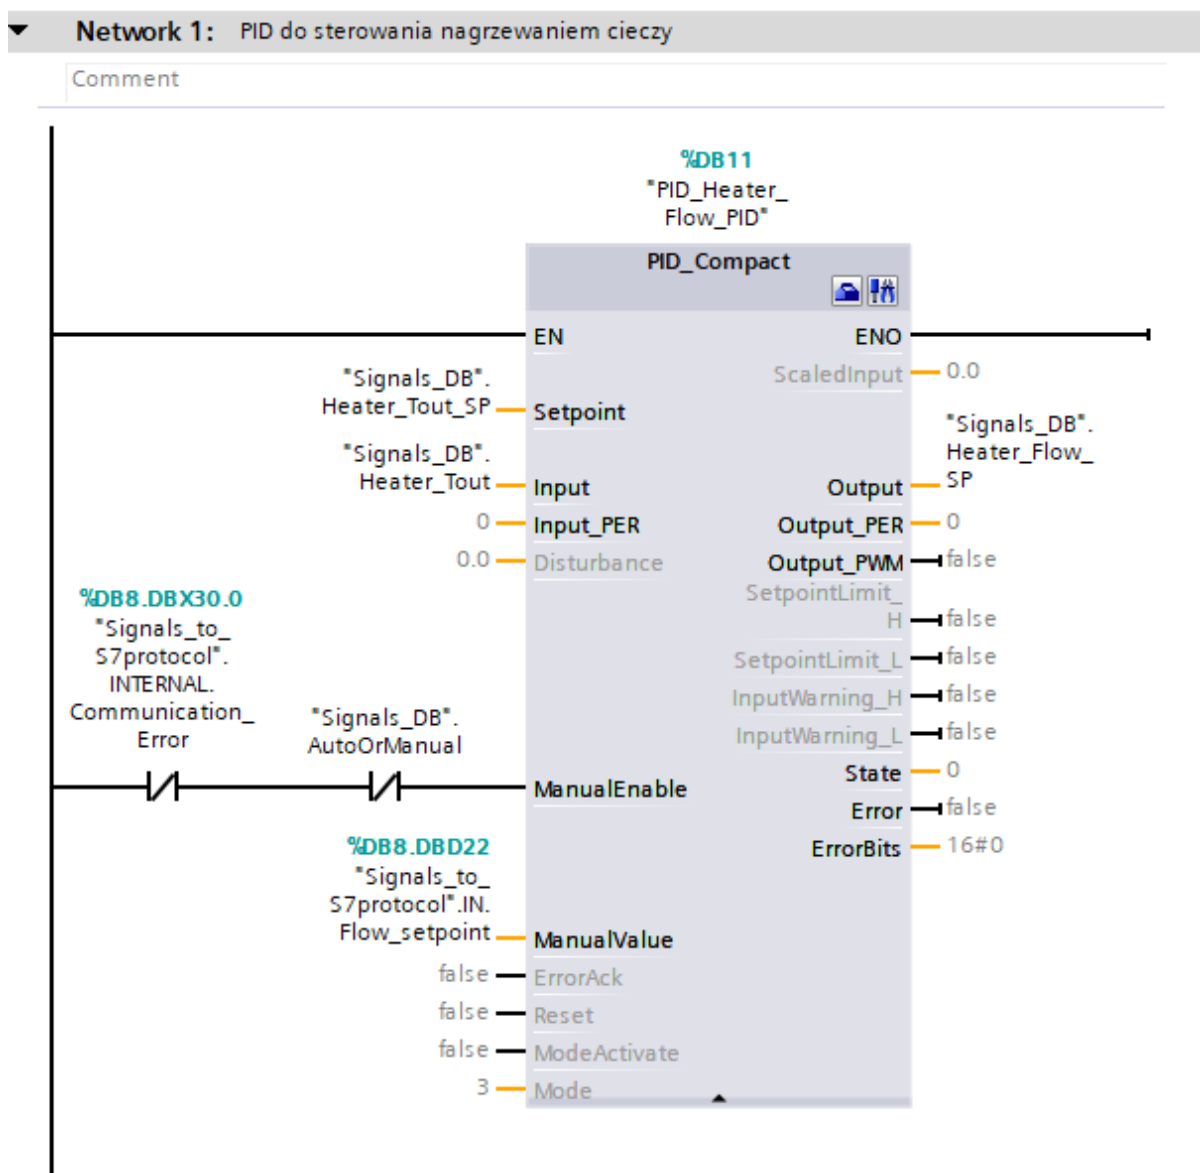 Network 1: PID do sterowania nagrzewaniem cieczy
Comment
%DB11
"PID_Heater_
Flow_PID"
PID_Compact
EN
ENO
ScaledInput
0.0
"Signals_DB".
Heater_Tout_SP
Setpoint
"Signals_DB".
Heater_Flow_
SP
"Signals_DB".
Heater_Tout
Input
Output
0
Input_PER
Output_PER
0
0.0
Disturbance
Output_PWM
false
SetpointLimit_
H
false
SetpointLimit_L
false
InputWarning_H
false
InputWarning_L
false
%DB8.DBX30.0
"Signals_to_
S7protocol".
INTERNAL.
Communication_
Error
"Signals_DB".
AutoOrManual
ManualEnable
State
0
Error
false
ErrorBits
16#0
%DB8.DBD22
"Signals_to_
S7protocol".IN.
Flow_setpoint
ManualValue
false
ErrorAck
false
Reset
false
ModeActivate
3
Mode